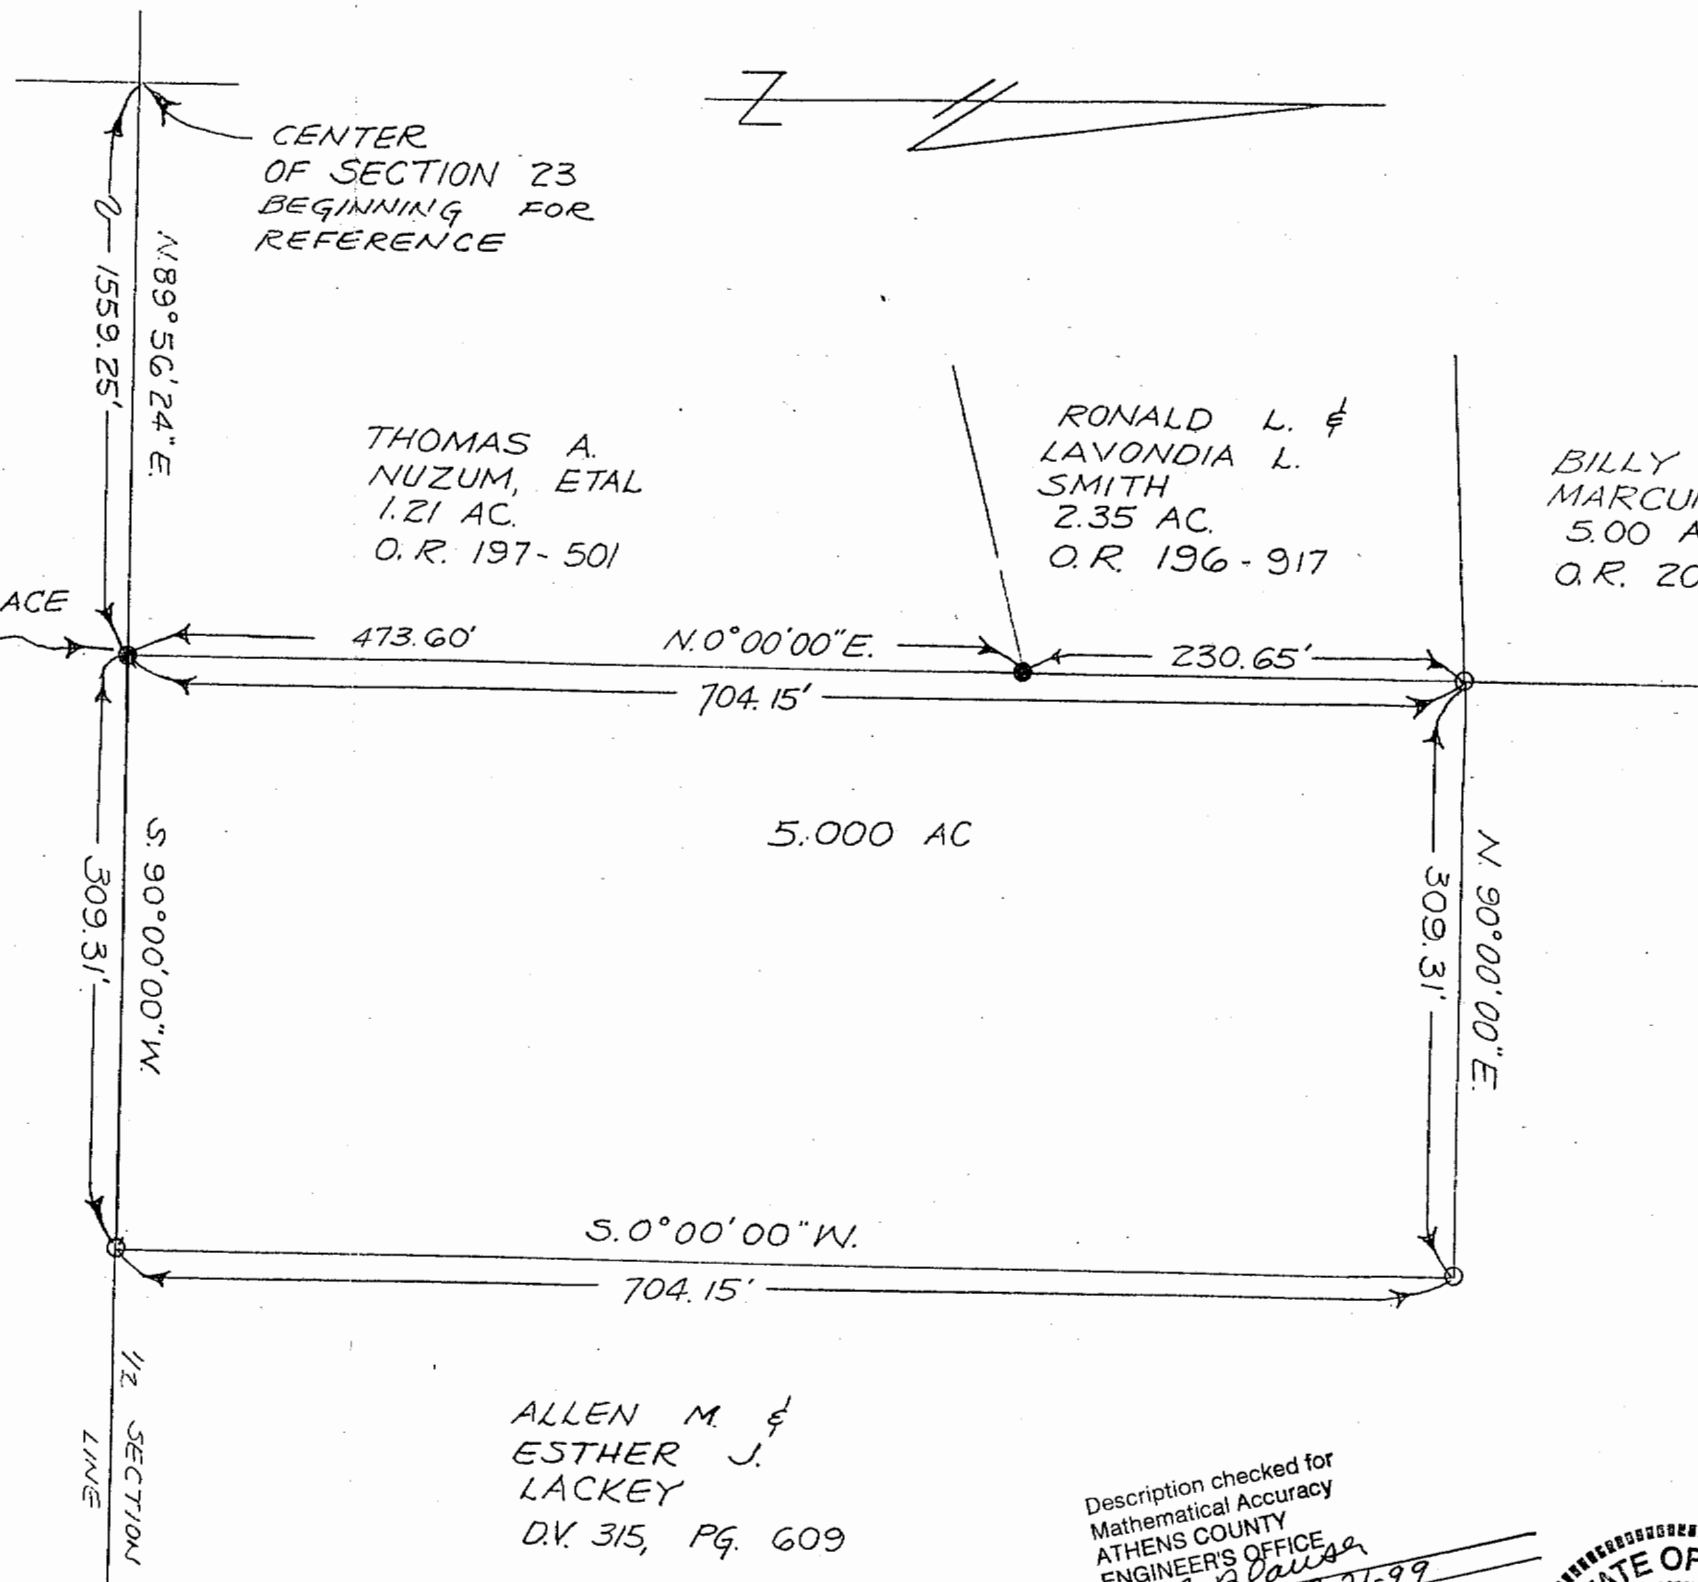 Z
CENTER
OF SECTION 23
BEGINNING FOR
REFERENCE
1559.25'
N. 89° 56' 24" E.
THOMAS A.
NUZUM, ETAL
1.21 AC.
O.R. 197-501
RONALD L. &
LAVONDIA L.
SMITH
2.35 AC.
O.R. 196-917
BILLY
MARCU
5.00 A
O.R. 20
ACE
473.60'
N. 0° 00' 00" E.
230.65'
704.15'
5.000 AC
309.31'
S. 90° 00' 00" W.
309.31'
N. 90° 00' 00" E.
S. 0° 00' 00" W.
704.15'
1/2 SECTION
LINE
ALLEN M. &
ESTHER J.
LACKEY
D.V. 315, PG. 609
Description checked for
Mathematical Accuracy
ATHENS COUNTY
ENGINEER'S OFFICE
ATE OF